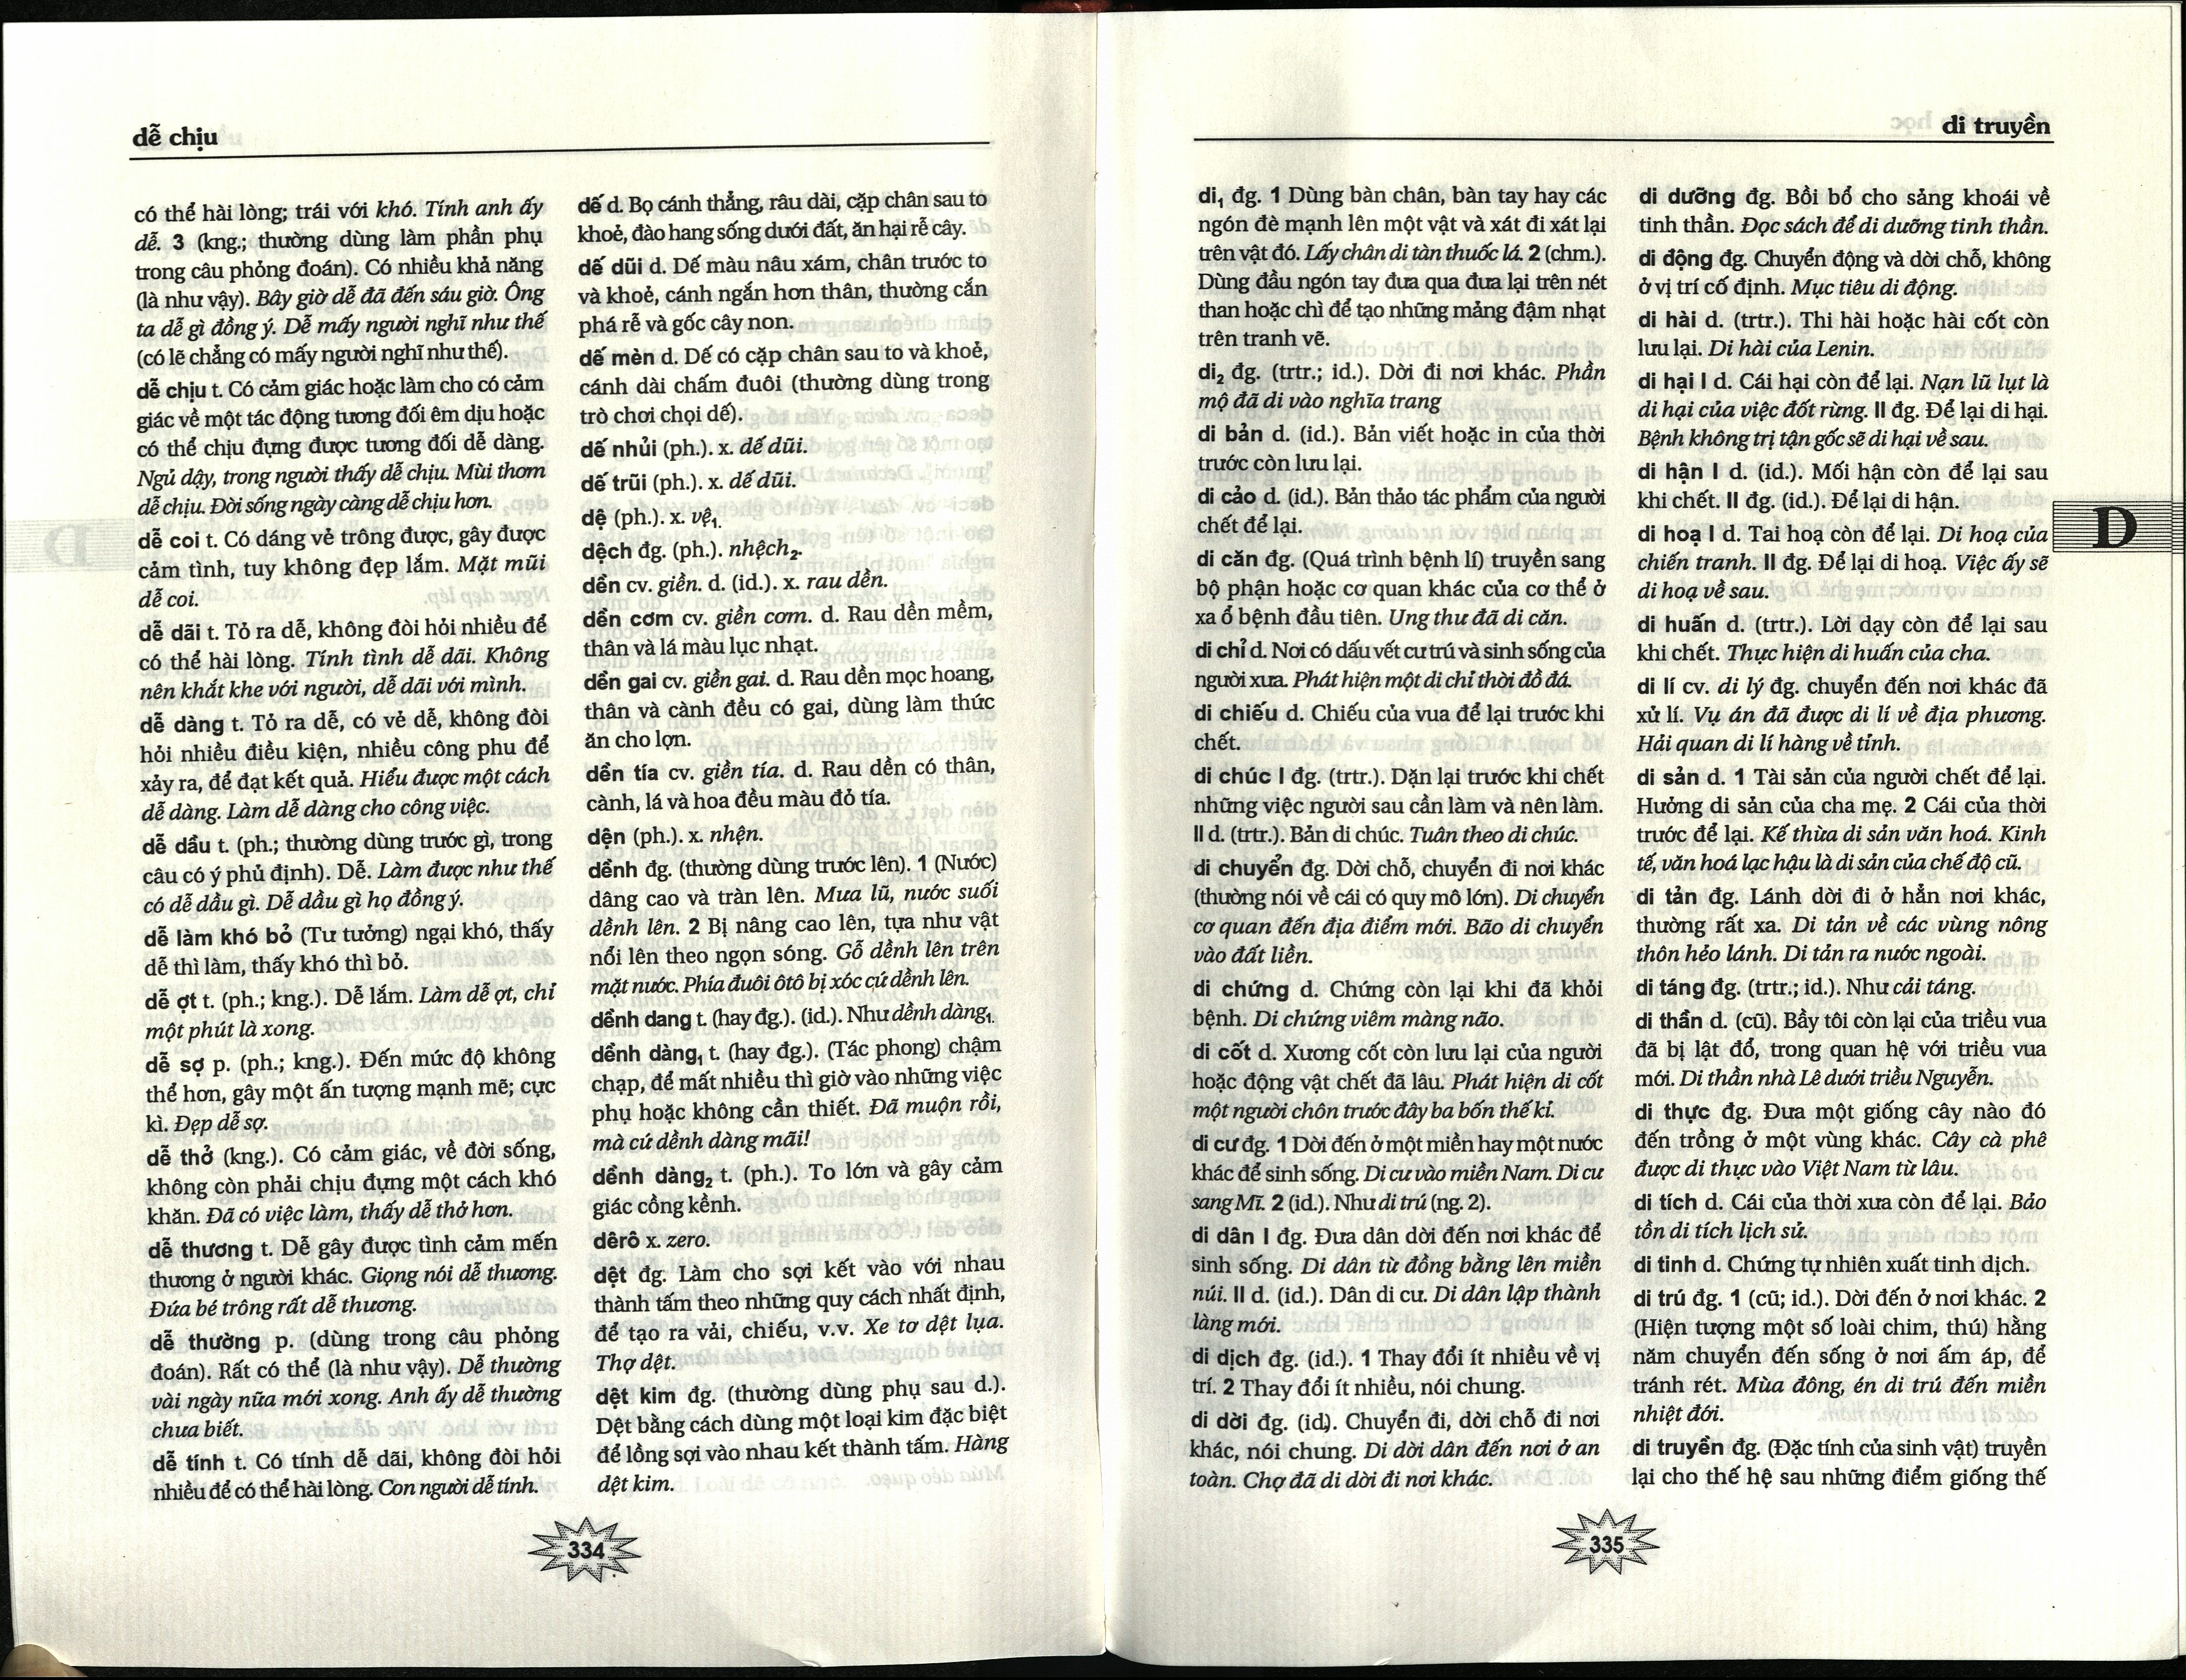 dễ chịu
có thể hài lòng; trái với khó. Tính anh ấy
dễ. 3 (kng.; thường dùng làm phần phụ
trong câu phỏng đoán). Có nhiều khả năng
(là như vậy). Bây giờ dễ đã đến sáu giờ. Ông
ta dễ gì đồng ý. Dễ mấy người nghĩ như thế
(có lẽ chẳng có mấy người nghĩ như thế).
dễ chịu t. Có cảm giác hoặc làm cho có cảm
giác về một tác động tương đối êm dịu hoặc
có thể chịu đựng được tương đối dễ dàng.
Ngủ dậy, trong người thấy dễ chịu. Mùi thơm
dễ chịu. Đời sống ngày càng dễ chịu hơn.
dễ coi t. Có dáng vẻ trông được, gây được
cảm tình, tuy không đẹp lắm. Mặt mũi
dễ coi.
dễ dãi t. Tỏ ra dễ, không đòi hỏi nhiều để
có thể hài lòng. Tính tình dễ dãi. Không
nên khắt khe với người, dễ dãi với mình.
dễ dàng t. Tỏ ra dễ, có vẻ dễ, không đòi
hỏi nhiều điều kiện, nhiều công phu để
xảy ra, để đạt kết quả. Hiểu được một cách
dễ dàng. Làm dễ dàng cho công việc.
dễ dầu t. (ph.; thường dùng trước gì, trong
câu có ý phủ định). Dễ. Làm được như thế
có dễ dầu gì. Dễ dầu gì họ đồng ý.
dễ làm khó bỏ (Tư tưởng) ngại khó, thấy
dễ thì làm, thấy khó thì bỏ.
dễ ợt t. (ph.; kng.). Dễ lắm. Làm dễ ợt, chỉ
một phút là xong.
dễ sợ p. (ph.; kng.). Đến mức độ không
thể hơn, gây một ấn tượng mạnh mẽ; cực
kì. Đẹp dễ sợ.
dễ thở (kng.). Có cảm giác, về đời sống,
không còn phải chịu đựng một cách khó
khăn. Đã có việc làm, thấy dễ thở hơn.
dễ thương t. Dễ gây được tình cảm mến
thương ở người khác. Giọng nói dễ thương.
Đứa bé trông rất dễ thương.
dễ thường p. (dùng trong câu phỏng
đoán). Rất có thể (là như vậy). Dễ thường
vài ngày nữa mới xong. Anh ấy dễ thường
chưa biết.
dễ tính t. Có tính dễ dãi, không đòi hỏi
nhiều để có thể hài lòng. Con người dễ tính.
dế d. Bọ cánh thẳng, râu dài, cặp chân sau to
khoẻ, đào hang sống dưới đất, ăn hại rễ cây.
dế dũi d. Dế màu nâu xám, chân trước to
và khoẻ, cánh ngắn hơn thân, thường cắn
phá rễ và gốc cây non.
dế mèn d. Dế có cặp chân sau to và khoẻ,
cánh dài chấm đuôi (thường dùng trong
trò chơi chọi dế).
dế nhủi (ph.). x. dế dũi.
dế trũi (ph.). x. dế dũi.
dệ (ph.). x. vệ₁.
dệch đg. (ph.). nhệch₂.
dền cv. giền. d. (id.). x. rau dền.
dền cơm cv. giền cơm. d. Rau dền mềm,
thân và lá màu lục nhạt.
dền gai cv. giền gai. d. Rau dền mọc hoang,
thân và cành đều có gai, dùng làm thức
ăn cho lợn.
dền tía cv. giền tía. d. Rau dền có thân,
cành, lá và hoa đều màu đỏ tía.
dện (ph.). x. nhện.
dềnh đg. (thường dùng trước lên). 1 (Nước)
dâng cao và tràn lên. Mưa lũ, nước suối
dềnh lên. 2 Bị nâng cao lên, tựa như vật
nổi lên theo ngọn sóng. Gỗ dềnh lên trên
mặt nước. Phía đuôi ôtô bị xóc cứ dềnh lên.
dềnh dang t. (hay đg.). (id.). Như dềnh dàng₁.
dềnh dàng₁ t. (hay đg.). (Tác phong) chậm
chạp, để mất nhiều thì giờ vào những việc
phụ hoặc không cần thiết. Đã muộn rồi,
mà cứ dềnh dàng mãi!
dềnh dàng₂ t. (ph.). To lớn và gây cảm
giác cồng kềnh.
dêrô x. zero.
dệt đg. Làm cho sợi kết vào với nhau
thành tấm theo những quy cách nhất định,
để tạo ra vải, chiếu, v.v. Xe tơ dệt lụa.
Thợ dệt.
dệt kim đg. (thường dùng phụ sau d.).
Dệt bằng cách dùng một loại kim đặc biệt
để lồng sợi vào nhau kết thành tấm. Hàng
dệt kim.
334
di truyền
di₁ đg. 1 Dùng bàn chân, bàn tay hay các
ngón đè mạnh lên một vật và xát đi xát lại
trên vật đó. Lấy chân di tàn thuốc lá. 2 (chm.).
Dùng đầu ngón tay đưa qua đưa lại trên nét
than hoặc chì để tạo những mảng đậm nhạt
trên tranh vẽ.
di₂ đg. (trtr.; id.). Dời đi nơi khác. Phần
mộ đã di vào nghĩa trang
di bản d. (id.). Bản viết hoặc in của thời
trước còn lưu lại.
di cảo d. (id.). Bản thảo tác phẩm của người
chết để lại.
di căn đg. (Quá trình bệnh lí) truyền sang
bộ phận hoặc cơ quan khác của cơ thể ở
xa ổ bệnh đầu tiên. Ung thư đã di căn.
di chỉ d. Nơi có dấu vết cư trú và sinh sống của
người xưa. Phát hiện một di chỉ thời đồ đá.
di chiếu d. Chiếu của vua để lại trước khi
chết.
di chúc I đg. (trtr.). Dặn lại trước khi chết
những việc người sau cần làm và nên làm.
II d. (trtr.). Bản di chúc. Tuân theo di chúc.
di chuyển đg. Dời chỗ, chuyển đi nơi khác
(thường nói về cái có quy mô lớn). Di chuyển
cơ quan đến địa điểm mới. Bão di chuyển
vào đất liền.
di chứng d. Chứng còn lại khi đã khỏi
bệnh. Di chứng viêm màng não.
di cốt d. Xương cốt còn lưu lại của người
hoặc động vật chết đã lâu. Phát hiện di cốt
một người chôn trước đây ba bốn thế kỉ.
di cư đg. 1 Dời đến ở một miền hay một nước
khác để sinh sống. Di cư vào miền Nam. Di cư
sang Mĩ. 2 (id.). Như di trú (ng. 2).
di dân I đg. Đưa dân dời đến nơi khác để
sinh sống. Di dân từ đồng bằng lên miền
núi. II d. (id.). Dân di cư. Di dân lập thành
làng mới.
di dịch đg. (id.). 1 Thay đổi ít nhiều về vị
trí. 2 Thay đổi ít nhiều, nói chung.
di dời đg. (id.). Chuyển đi, dời chỗ đi nơi
khác, nói chung. Di dời dân đến nơi ở an
toàn. Chợ đã di dời đi nơi khác.
di dưỡng đg. Bồi bổ cho sảng khoái về
tinh thần. Đọc sách để di dưỡng tinh thần.
di động đg. Chuyển động và dời chỗ, không
ở vị trí cố định. Mục tiêu di động.
di hài d. (trtr.). Thi hài hoặc hài cốt còn
lưu lại. Di hài của Lenin.
di hại I d. Cái hại còn để lại. Nạn lũ lụt là
di hại của việc đốt rừng. II đg. Để lại di hại.
Bệnh không trị tận gốc sẽ di hại về sau.
di hận I d. (id.). Mối hận còn để lại sau
khi chết. II đg. (id.). Để lại di hận.
di hoạ I d. Tai hoạ còn để lại. Di hoạ của
chiến tranh. II đg. Để lại di hoạ. Việc ấy sẽ
di hoạ về sau.
di huấn d. (trtr.). Lời dạy còn để lại sau
khi chết. Thực hiện di huấn của cha.
di lí cv. di lý đg. chuyển đến nơi khác đã
xử lí. Vụ án đã được di lí về địa phương.
Hải quan di lí hàng về tỉnh.
di sản d. 1 Tài sản của người chết để lại.
Hưởng di sản của cha mẹ. 2 Cái của thời
trước để lại. Kế thừa di sản văn hoá. Kinh
tế, văn hoá lạc hậu là di sản của chế độ cũ.
di tản đg. Lánh dời đi ở hẳn nơi khác,
thường rất xa. Di tản về các vùng nông
thôn hẻo lánh. Di tản ra nước ngoài.
di táng đg. (trtr.; id.). Như cải táng.
di thần d. (cũ). Bầy tôi còn lại của triều vua
đã bị lật đổ, trong quan hệ với triều vua
mới. Di thần nhà Lê dưới triều Nguyễn.
di thực đg. Đưa một giống cây nào đó
đến trồng ở một vùng khác. Cây cà phê
được di thực vào Việt Nam từ lâu.
di tích d. Cái của thời xưa còn để lại. Bảo
tồn di tích lịch sử.
di tinh d. Chứng tự nhiên xuất tinh dịch.
di trú đg. 1 (cũ; id.). Dời đến ở nơi khác. 2
(Hiện tượng một số loài chim, thú) hằng
năm chuyển đến sống ở nơi ấm áp, để
tránh rét. Mùa đông, én di trú đến miền
nhiệt đới.
di truyền đg. (Đặc tính của sinh vật) truyền
lại cho thế hệ sau những điểm giống thế
D
335